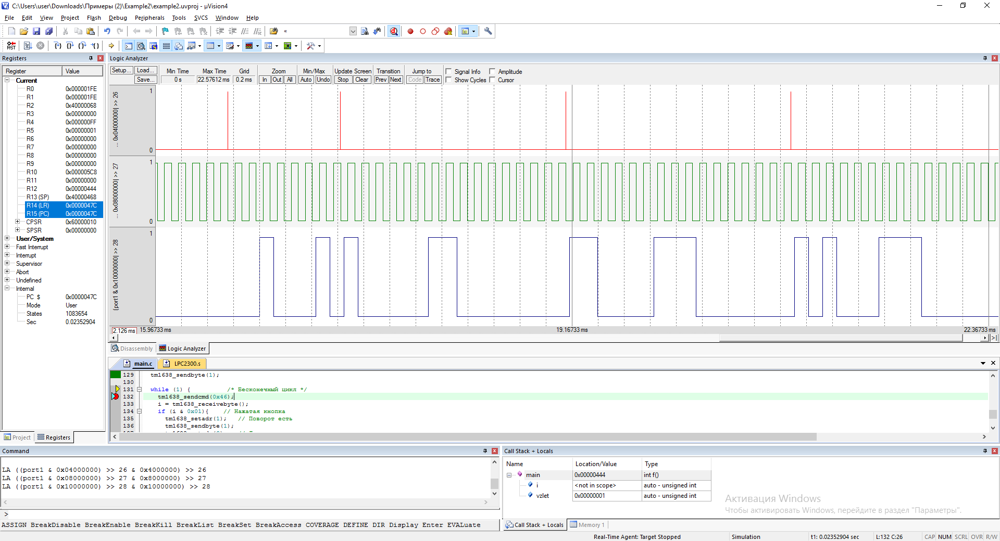 C:\Users\user\Downloads\Примеры (2)\Example2\example2.uvproj - µVision4
File Edit View Project Flash Debug Peripherals Tools SVCS Window Help
Registers
Register Value
Current
R0 0x000001FE
R1 0x000001FE
R2 0x40000068
R3 0x00000000
R4 0x000000FF
R5 0x00000001
R6 0x00000000
R7 0x00000000
R8 0x00000000
R9 0x00000000
R10 0x000005C8
R11 0x00000000
R12 0x00000444
R13 (SP) 0x40000468
R14 (LR) 0x0000047C
R15 (PC) 0x0000047C
CPSR 0x60000010
SPSR 0x00000000
User/System
Fast Interrupt
Interrupt
Supervisor
Abort
Undefined
Internal
PC $ 0x0000047C
Mode User
States 1083654
Sec 0.02352904
Project Registers
Logic Analyzer
Setup... Load... Min Time Max Time Grid Zoom Min/Max Update Screen Transition Jump to Signal Info Amplitude
Save... 0 s 22.57612 ms 0.2 ms In Out All Auto Undo Stop Clear Prev Next Code Trace Show Cycles Cursor
... 0x04000000) >> 26
1
0
... 0x08000000) >> 27
1
0
(port1 & 0x10000000) >> 28
1
0
2.126 ms 15.96733 ms 19.16733 ms 22.36733 ms
Disassembly Logic Analyzer
main.c LPC2300.s
129 tm1638_sendbyte(1);
130
131 while (1) { /* Бесконечный цикл */
132 tm1638_sendcmd(0x46);
133 i = tm1638_receivebyte();
134 if (i & 0x01){ // Нажатая кнопка
135 tm1638_setadr(1); // Поворот есть
136 tm1638_sendbyte(1);
Command
LA ((port1 & 0x04000000) >> 26 & 0x4000000) >> 26
LA ((port1 & 0x08000000) >> 27 & 0x8000000) >> 27
LA ((port1 & 0x10000000) >> 28 & 0x10000000) >> 28
>
ASSIGN BreakDisable BreakEnable BreakKill BreakList BreakSet BreakAccess COVERAGE DEFINE DIR Display Enter EVALuate
Call Stack + Locals
Name Location/Value Type
main 0x00000444 int f()
i <not in scope> auto - unsigned int
vzlet 0x00000001 auto - unsigned int
Активация Windows
Чтобы активировать Windows, перейдите в раздел "Параметры".
Call Stack + Locals Memory 1
Real-Time Agent: Target Stopped Simulation t1: 0.02352904 sec L:132 C:26 CAP NUM SCRL OVR R/W